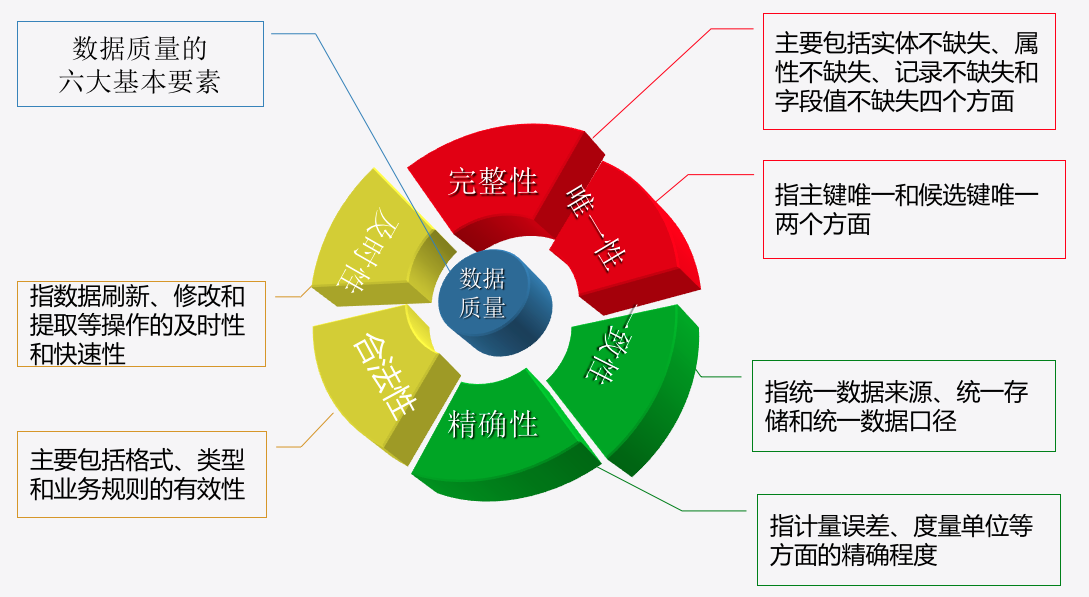 数据质量的
六大基本要素
主要包括实体不缺失、属
性不缺失、记录不缺失和
字段值不缺失四个方面
完整性
唯一性
指主键唯一和候选键唯一
两个方面
及时性
数据
质量
指数据刷新、修改和
提取等操作的及时性
和快速性
一致性
合法性
指统一数据来源、统一存
储和统一数据口径
精确性
主要包括格式、类型
和业务规则的有效性
指计量误差、度量单位等
方面的精确程度